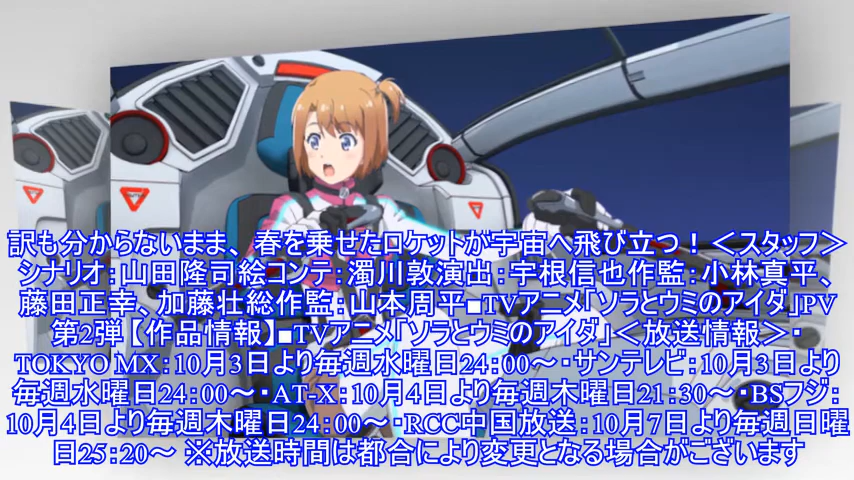 訳も分からないまま、春を乗せたロケットが宇宙へ飛び立つ！＜スタッフ＞
シナリオ：山田隆司絵コンテ：濁川敦演出：宇根信也作監：小林真平、
藤田正幸、加藤壮総作監：山本周平■TVアニメ「ソラとウミのアイダ」PV
第2弾【作品情報】■TVアニメ「ソラとウミのアイダ」＜放送情報＞・
TOKYO MX：10月3日より毎週水曜日24：00～・サンテレビ：10月3日より
毎週水曜日24：00～・AT-X：10月4日より毎週木曜日21：30～・BSフジ：
10月4日より毎週木曜日24：00～・RCC中国放送：10月7日より毎週日曜
日25：20～ ※放送時間は都合により変更となる場合がございます